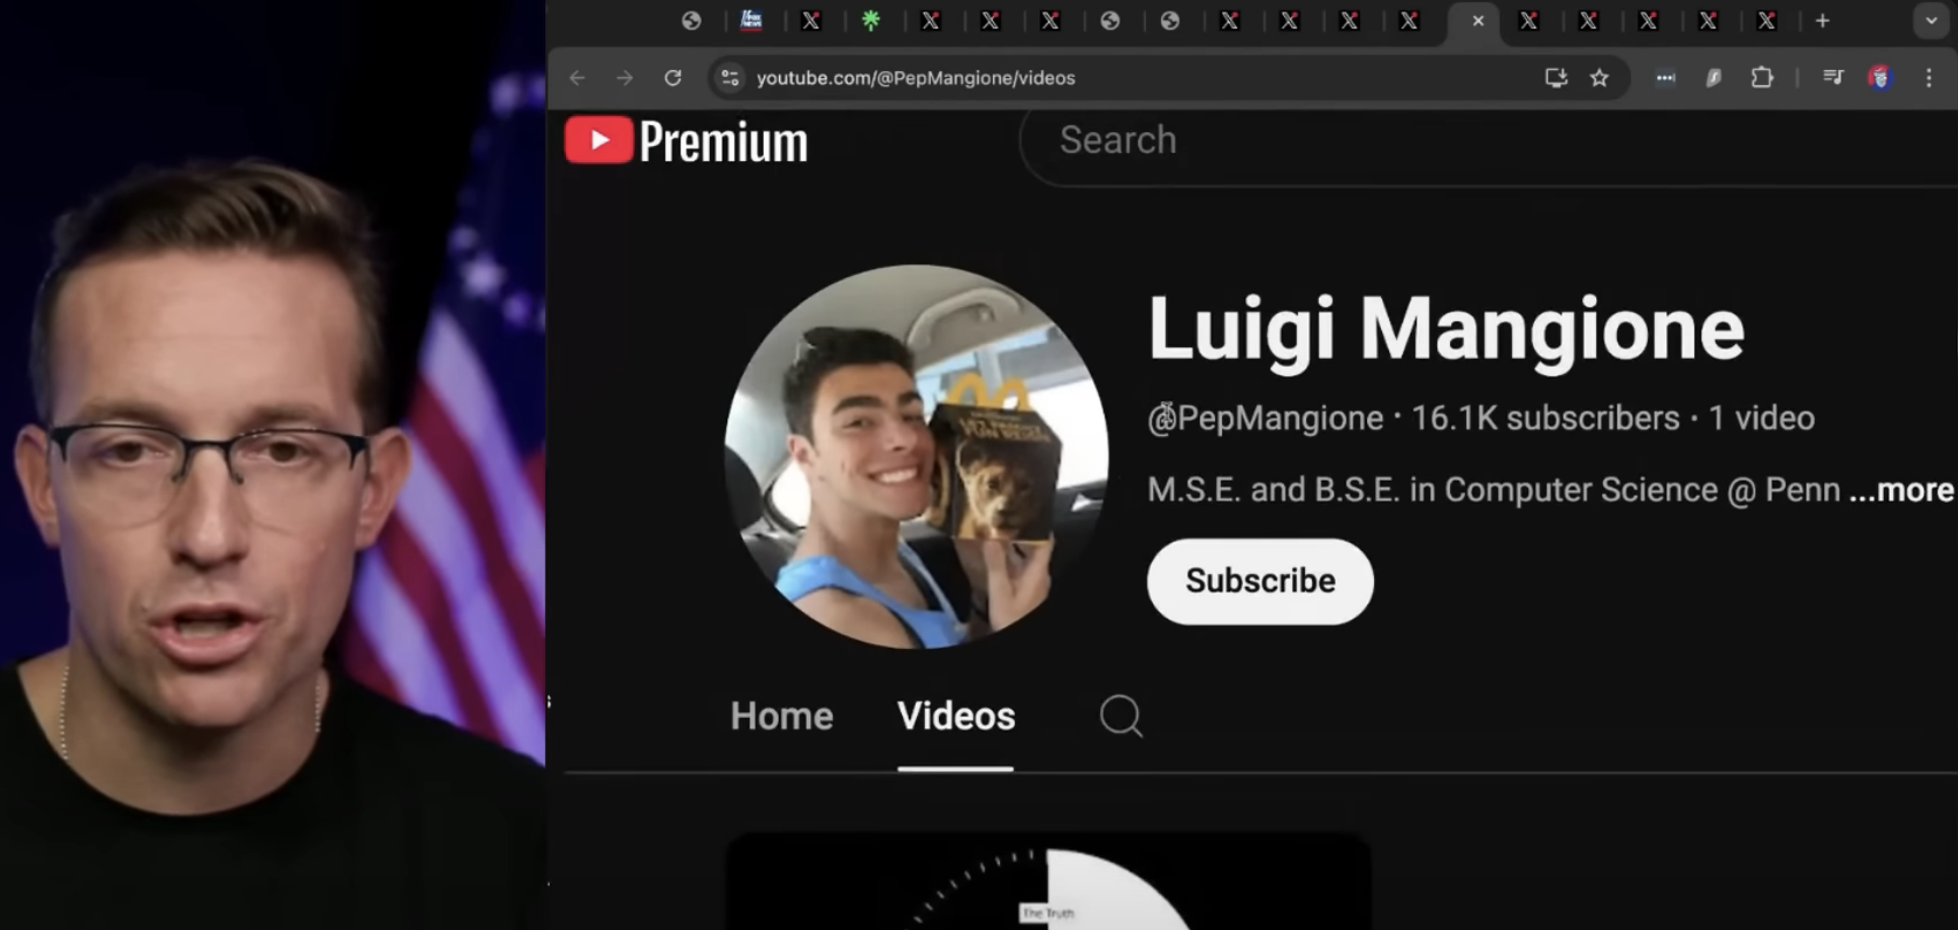 youtube.com/@PepMangione/videos
Premium
Search
Luigi Mangione
@PepMangione · 16.1K subscribers · 1 video
M.S.E. and B.S.E. in Computer Science @ Penn ...more
Subscribe
Home
Videos
The Truth